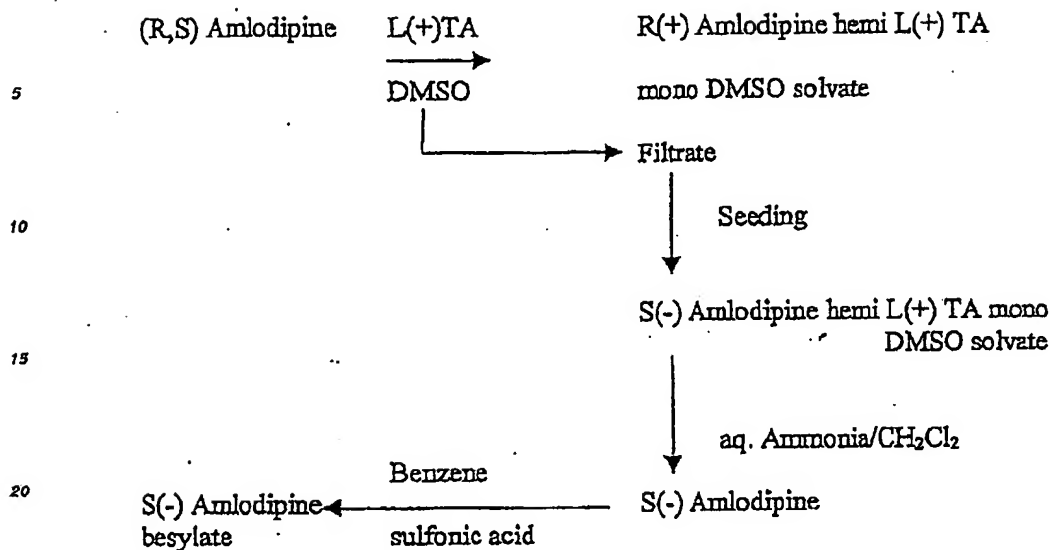 (R,S) Amlodipine L(+)TA R(+) Amlodipine hemi L(+) TA
5 DMSO mono DMSO solvate
Filtrate
10 Seeding
S(-) Amlodipine hemi L(+) TA mono
15 DMSO solvate
aq. Ammonia/CH₂Cl₂
Benzene
20 S(-) Amlodipine S(-) Amlodipine
besylate sulfonic acid